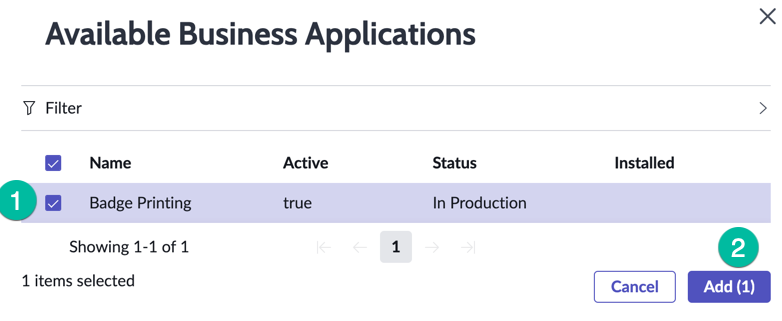 Available Business Applications
Filter
Name Active Status Installed
1 Badge Printing true In Production
Showing 1-1 of 1 1
2
1 items selected Cancel Add (1)